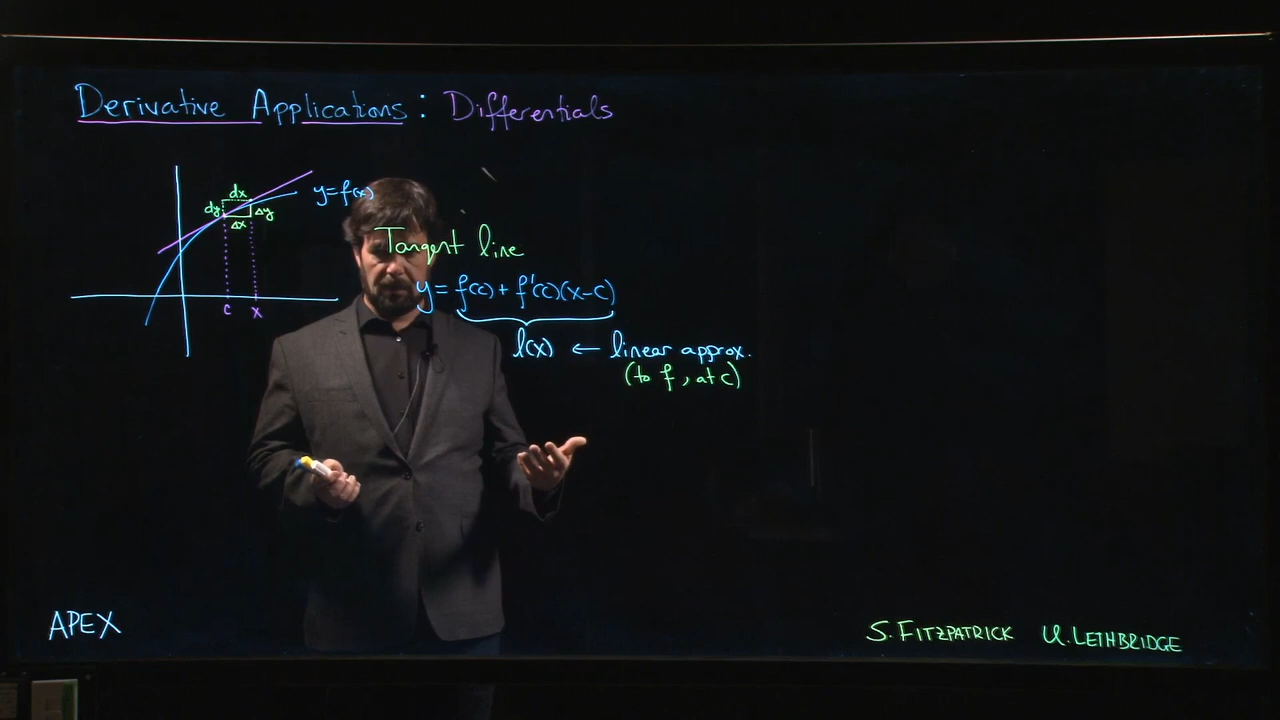 Derivative Applications: Differentials
dx
y=f(x)
dy
Δy
Δx
c
x
Tangent line
y = f(c) + f'(c)(x-c)
l(x) ← linear approx.
(to f, at c)
APEX
S. FITZPATRICK U. LETHBRIDGE